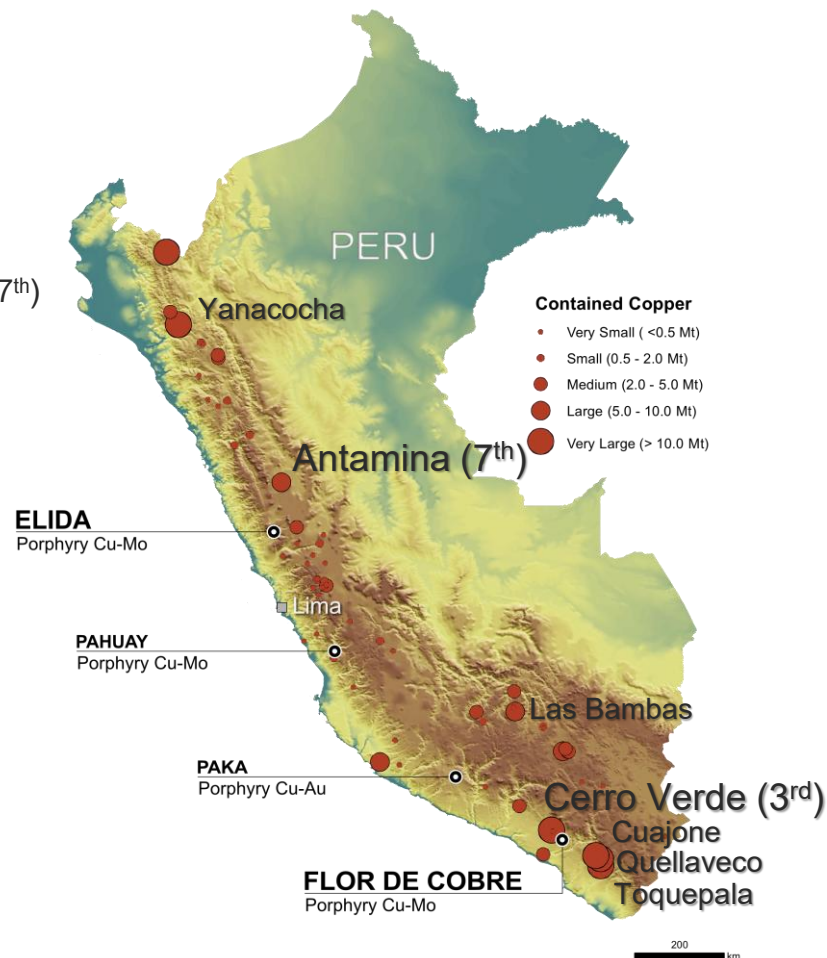 PERU
7th)
Yanacocha
Contained Copper
Very Small ( <0.5 Mt)
Small (0.5 - 2.0 Mt)
Medium (2.0 - 5.0 Mt)
Large (5.0 - 10.0 Mt)
Very Large (> 10.0 Mt)
Antamina (7th)
ELIDA
Porphyry Cu-Mo
Lima
PAHUAY
Porphyry Cu-Mo
Las Bambas
PAKA
Porphyry Cu-Au
Cerro Verde (3rd)
Cuajone
Quellaveco
Toquepala
FLOR DE COBRE
Porphyry Cu-Mo
200
km